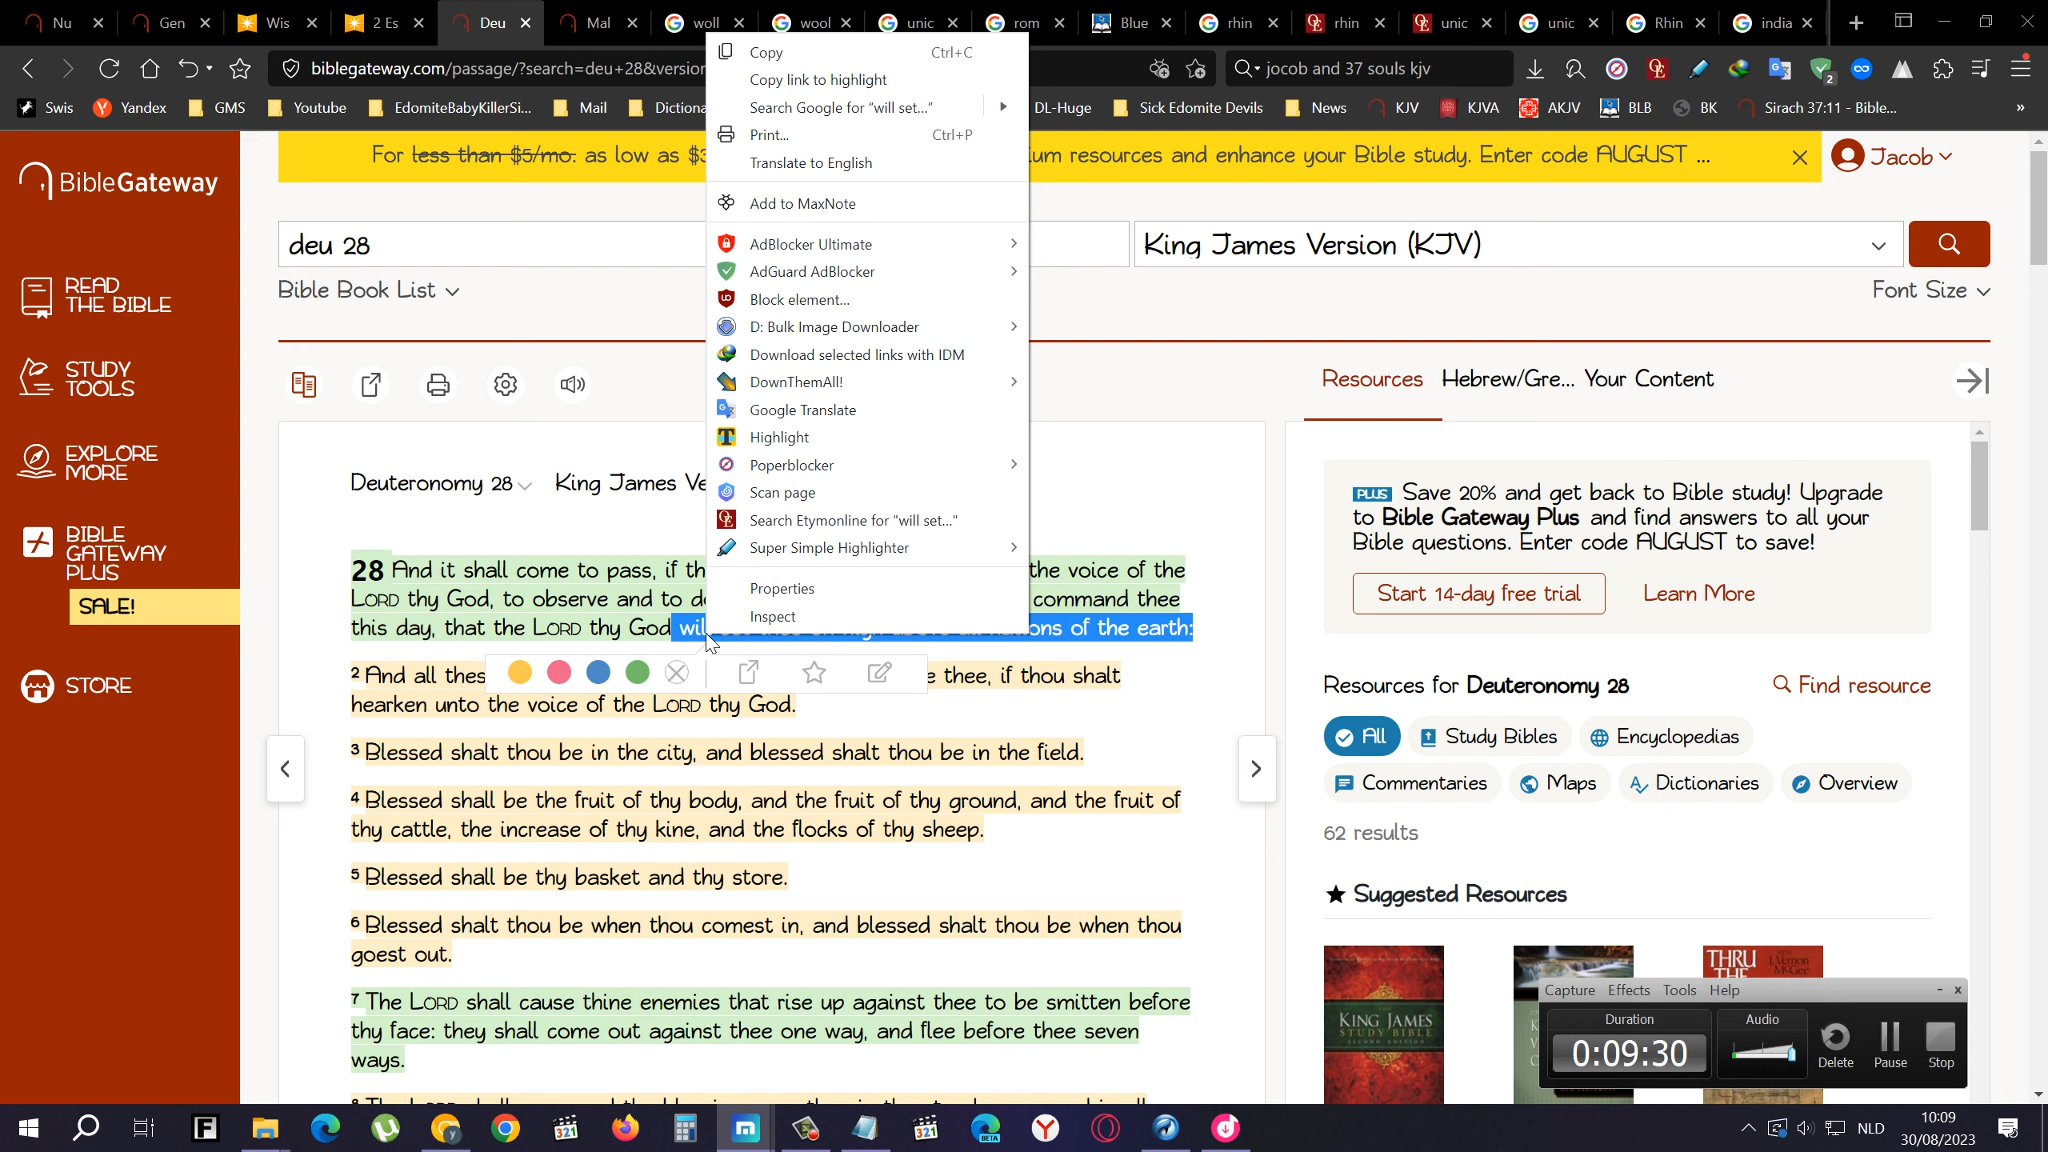 Nu
Gen
Wis
2 Es
Deu
Mal
woll
wool
unic
rom
Blue
rhin
rhin
unic
unic
Rhin
india
biblegateway.com/passage/?search=deu+28&versio
jocob and 37 souls kjv
2
Swis
Yandex
GMS
Youtube
EdomiteBabyKillerSi...
Mail
Dictiona
DL-Huge
Sick Edomite Devils
News
KJV
KJVA
AKJV
BLB
BK
Sirach 37:11 - Bible...
»
Copy Ctrl+C
Copy link to highlight
Search Google for "will set..."
Print... Ctrl+P
Translate to English
Add to MaxNote
AdBlocker Ultimate
AdGuard AdBlocker
Block element...
D: Bulk Image Downloader
Download selected links with IDM
DownThemAll!
Google Translate
Highlight
Poperblocker
Scan page
Search Etymonline for "will set..."
Super Simple Highlighter
Properties
Inspect
For less than $5/mo. as low as $3
ium resources and enhance your Bible study. Enter code AUGUST ...
Jacob
BibleGateway
READ
THE BIBLE
STUDY
TOOLS
EXPLORE
MORE
BIBLE
GATEWAY
PLUS
SALE!
STORE
deu 28
King James Version (KJV)
Bible Book List
Font Size
Resources Hebrew/Gre... Your Content
Deuteronomy 28
King James Ve
28 And it shall come to pass, if th
the voice of the
LORD thy God, to observe and to d
command thee
this day, that the LORD thy God wil
ons of the earth:
2 And all thes
e thee, if thou shalt
hearken unto the voice of the LORD thy God.
3 Blessed shalt thou be in the city, and blessed shalt thou be in the field.
4 Blessed shall be the fruit of thy body, and the fruit of thy ground, and the fruit of
thy cattle, the increase of thy kine, and the flocks of thy sheep.
5 Blessed shall be thy basket and thy store.
6 Blessed shalt thou be when thou comest in, and blessed shalt thou be when thou
goest out.
7 The LORD shall cause thine enemies that rise up against thee to be smitten before
thy face: they shall come out against thee one way, and flee before thee seven
ways.
PLUS Save 20% and get back to Bible study! Upgrade
to Bible Gateway Plus and find answers to all your
Bible questions. Enter code AUGUST to save!
Start 14-day free trial
Learn More
Resources for Deuteronomy 28
Find resource
All
Study Bibles
Encyclopedias
Commentaries
Maps
Dictionaries
Overview
62 results
Suggested Resources
KING JAMES
STUDY BIBLE
SECOND EDITION
THRU
THE
J. Vernon
McGee
Capture Effects Tools Help
Duration
Audio
0:09:30
Delete
Pause
Stop
NLD
10:09
30/08/2023